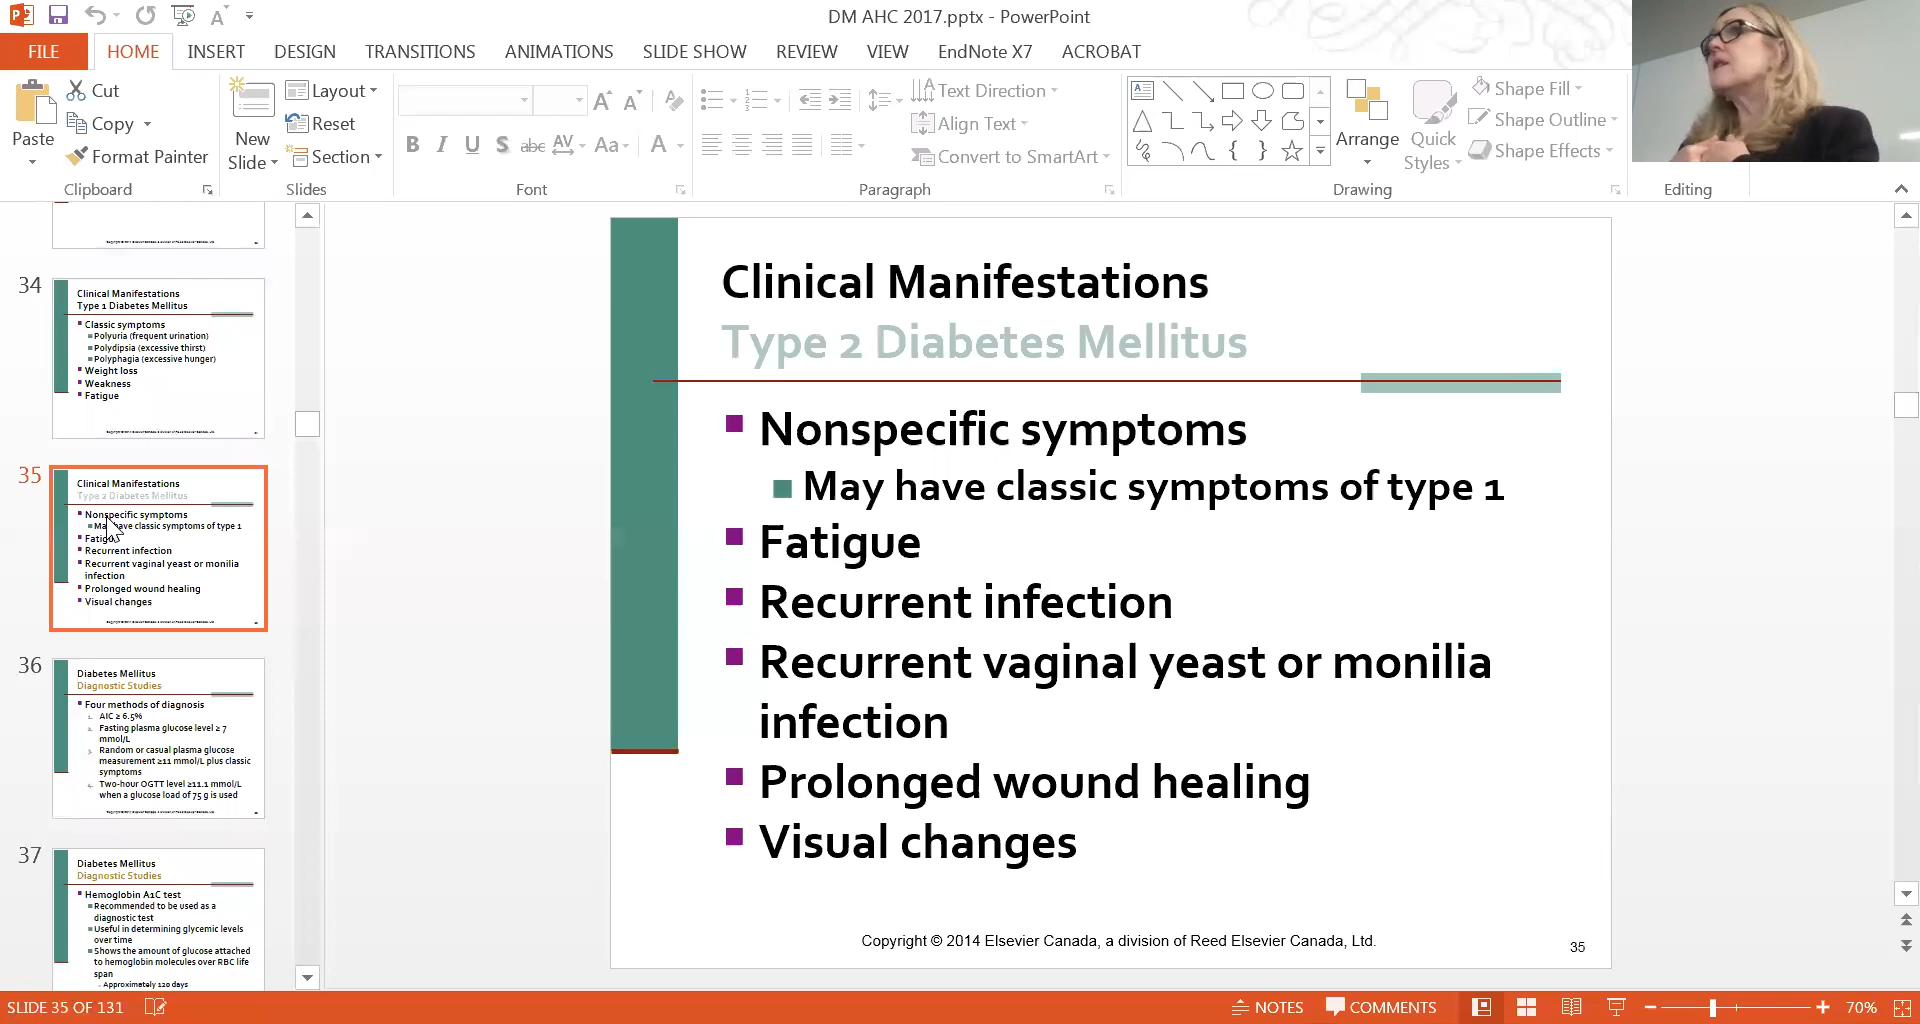 DM AHC 2017.pptx - PowerPoint
FILE
HOME
INSERT
DESIGN
TRANSITIONS
ANIMATIONS
SLIDE SHOW
REVIEW
VIEW
EndNote X7
ACROBAT
Paste
Cut
Copy
Format Painter
Clipboard
New
Slide
Layout
Reset
Section
Slides
B I U S abc AV Aa A
Font
Text Direction
Align Text
Convert to SmartArt
Paragraph
Arrange
Quick
Styles
Shape Fill
Shape Outline
Shape Effects
Drawing
Editing
34
Clinical Manifestations
Type 1 Diabetes Mellitus
Classic symptoms
Polyuria (frequent urination)
Polydipsia (excessive thirst)
Polyphagia (excessive hunger)
Weight loss
Weakness
Fatigue
35
Clinical Manifestations
Type 2 Diabetes Mellitus
Nonspecific symptoms
May have classic symptoms of type 1
Fatigue
Recurrent infection
Recurrent vaginal yeast or monilia
infection
Prolonged wound healing
Visual changes
36
Diabetes Mellitus
Diagnostic Studies
Four methods of diagnosis
1. AIC ≥ 6.5%
2. Fasting plasma glucose level ≥ 7
mmol/L
3. Random or casual plasma glucose
measurement ≥11 mmol/L plus classic
symptoms
4. Two-hour OGTT level ≥11.1 mmol/L
when a glucose load of 75 g is used
37
Diabetes Mellitus
Diagnostic Studies
Hemoglobin A1C test
Recommended to be used as a
diagnostic test
Useful in determining glycemic levels
over time
Shows the amount of glucose attached
to hemoglobin molecules over RBC life
span
- Approximately 120 days
Clinical Manifestations
Type 2 Diabetes Mellitus
Nonspecific symptoms
May have classic symptoms of type 1
Fatigue
Recurrent infection
Recurrent vaginal yeast or monilia
infection
Prolonged wound healing
Visual changes
Copyright © 2014 Elsevier Canada, a division of Reed Elsevier Canada, Ltd.
35
SLIDE 35 OF 131
NOTES
COMMENTS
70%